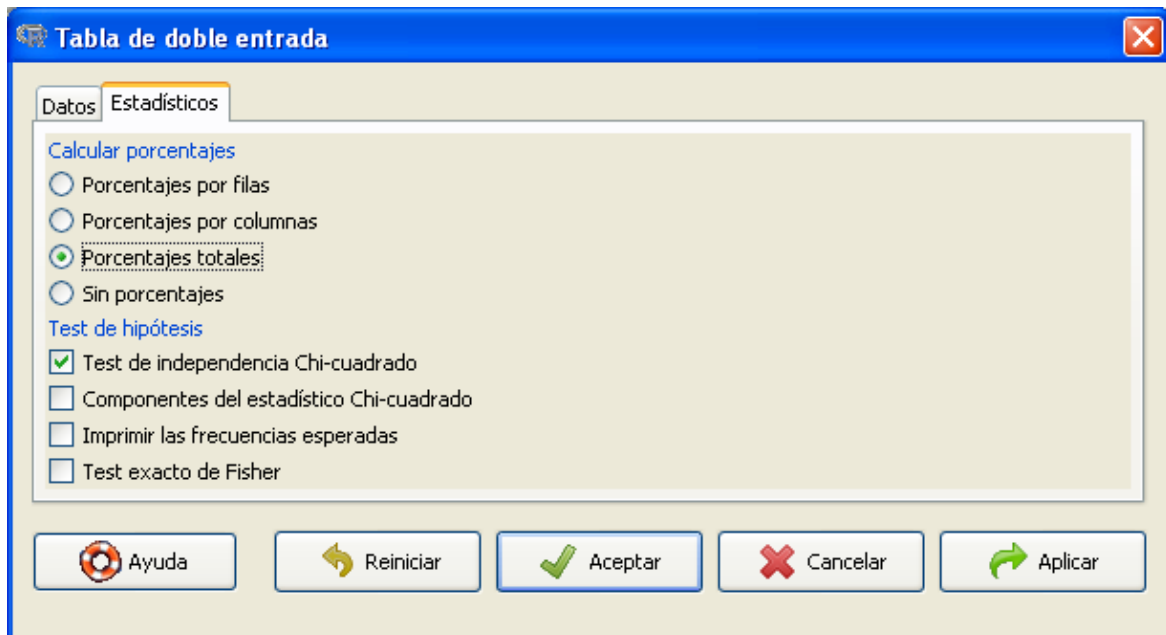 Tabla de doble entrada
Datos Estadísticos
Calcular porcentajes
Porcentajes por filas
Porcentajes por columnas
Porcentajes totales
Sin porcentajes
Test de hipótesis
Test de independencia Chi-cuadrado
Componentes del estadístico Chi-cuadrado
Imprimir las frecuencias esperadas
Test exacto de Fisher
Ayuda Reiniciar Aceptar Cancelar Aplicar